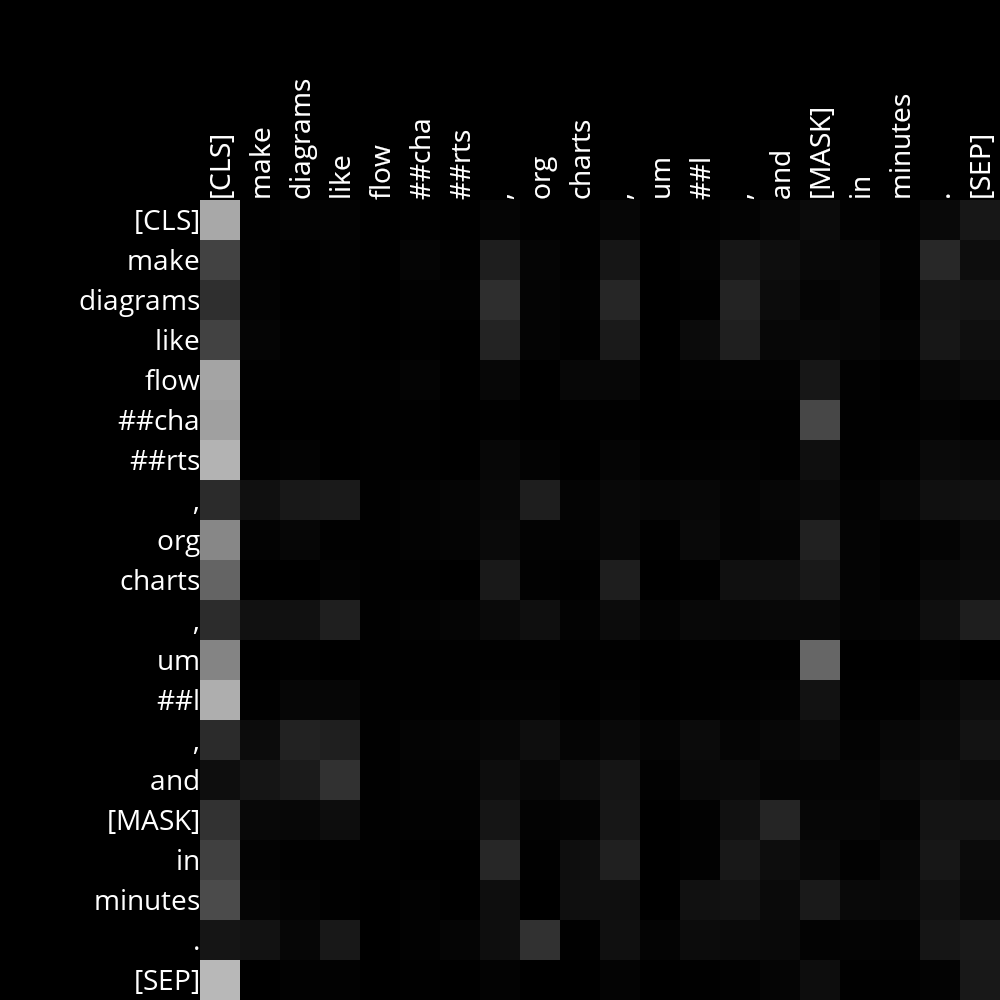 [CLS] make diagrams like flow ##cha ##rts , org charts , um ##l , and [MASK] in minutes . [SEP]
[CLS]
make
diagrams
like
flow
##cha
##rts
,
org
charts
,
um
##l
,
and
[MASK]
in
minutes
.
[SEP]